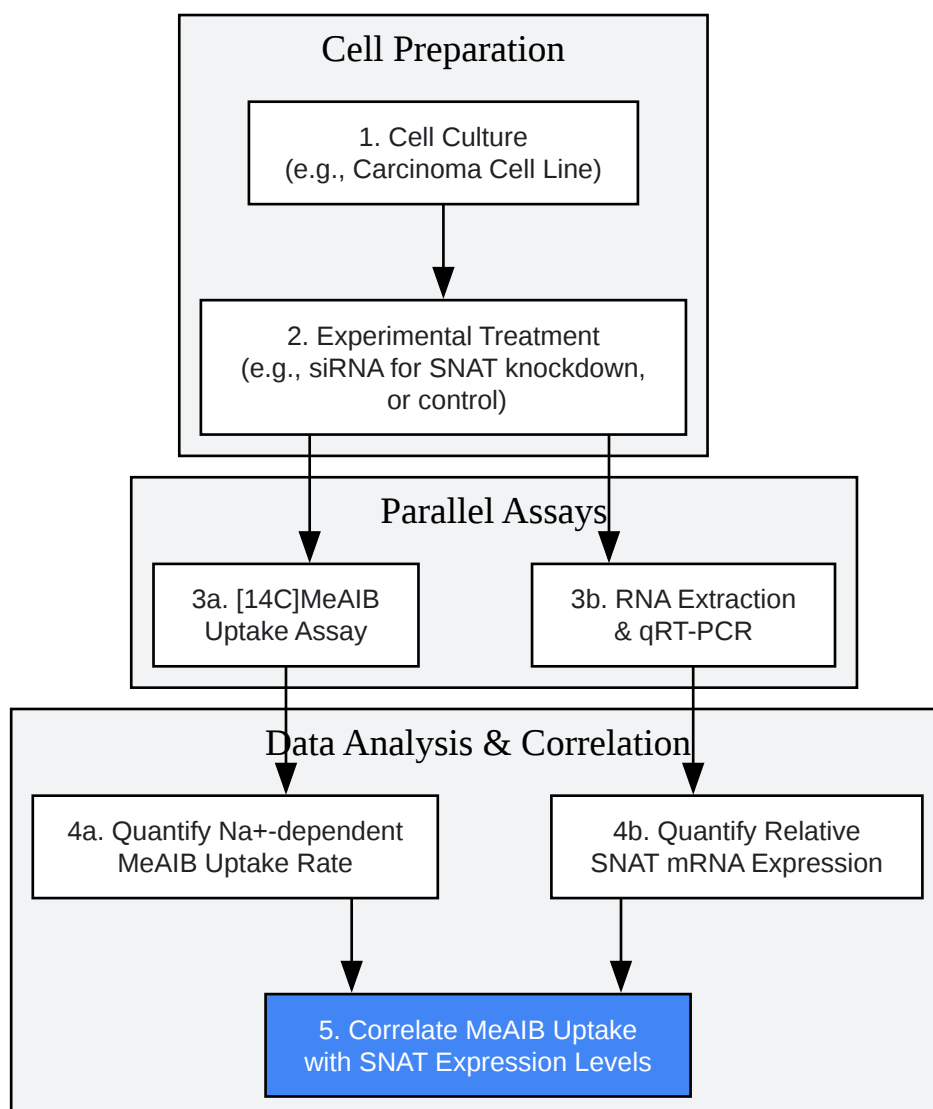 Cell Preparation
1. Cell Culture
(e.g., Carcinoma Cell Line)
2. Experimental Treatment
(e.g., siRNA for SNAT knockdown,
or control)
Parallel Assays
3a. [14C]MeAIB
Uptake Assay
3b. RNA Extraction
& qRT-PCR
Data Analysis & Correlation
4a. Quantify Na+-dependent
MeAIB Uptake Rate
4b. Quantify Relative
SNAT mRNA Expression
5. Correlate MeAIB Uptake
with SNAT Expression Levels